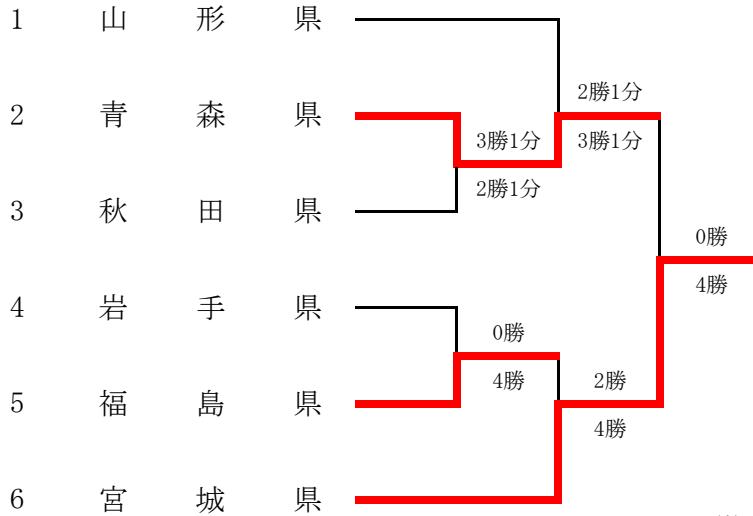 1 山形県
2勝1分
2 青森県
3勝1分
3勝1分
2勝1分
3 秋田県
0勝
4勝
4 岩手県
0勝
4勝
2勝
5 福島県
4勝
6 宮城県